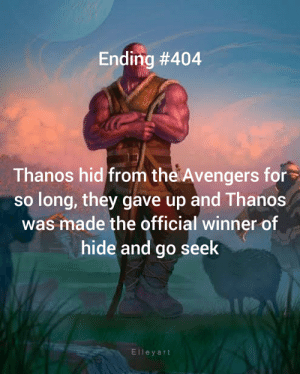 Ending #404
Thanos hid from the Avengers for
so long, they gave up and Thanos
was made the official winner of
hide and go seek
Elleyart